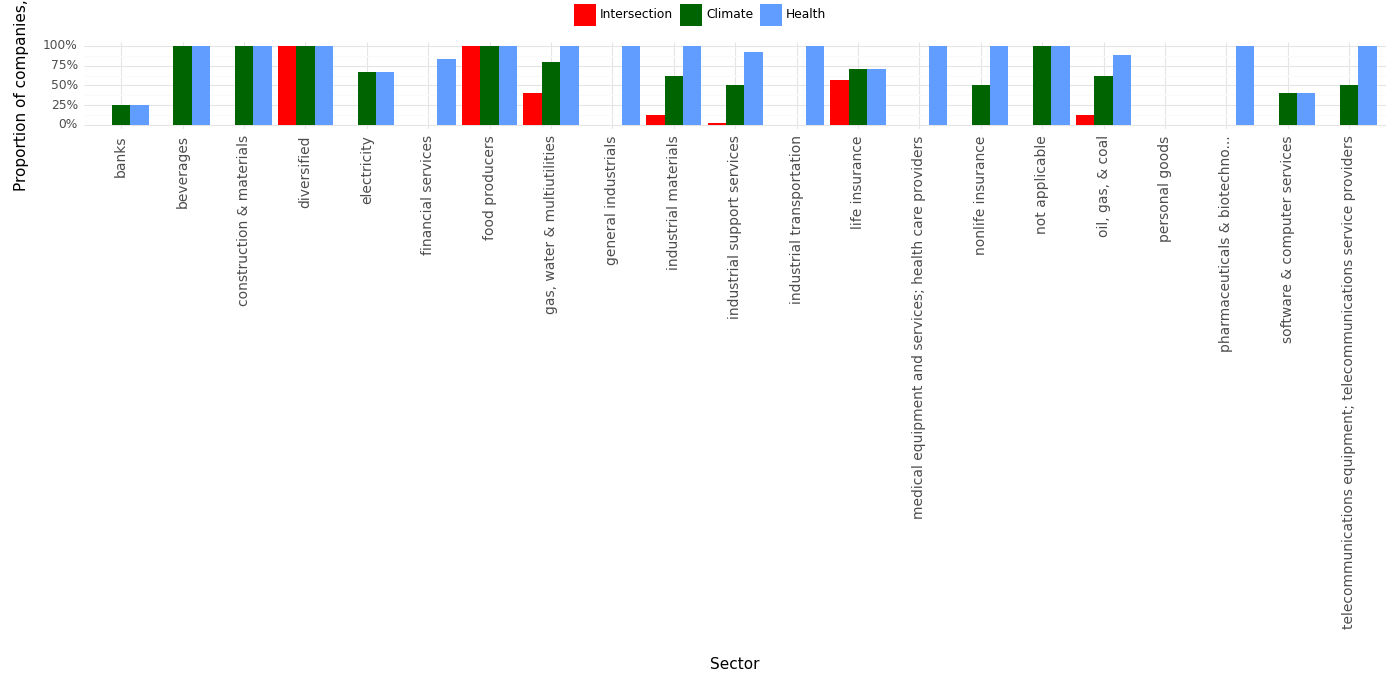 Intersection Climate Health
Proportion of companies,
100%
75%
50%
25%
0%
banks
beverages
construction & materials
diversified
electricity
financial services
food producers
gas, water & multiutilities
general industrials
industrial materials
industrial support services
industrial transportation
life insurance
medical equipment and services; health care providers
nonlife insurance
not applicable
oil, gas, & coal
personal goods
pharmaceuticals & biotechno...
software & computer services
telecommunications equipment; telecommunications service providers
Sector